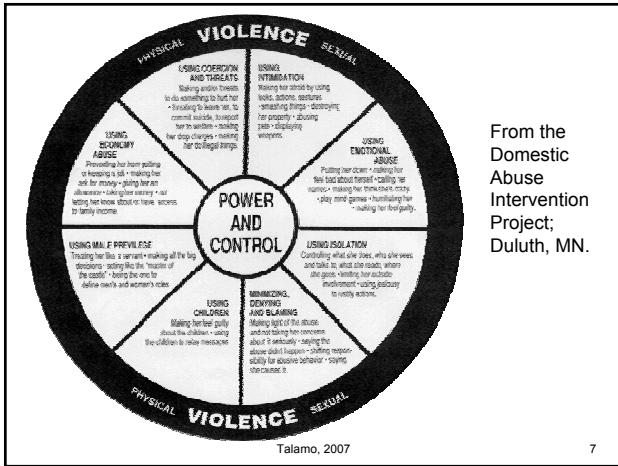 PHYSICAL VIOLENCE SEXUAL
USING COERCION
AND THREATS
Making and/or threats
to do something to hurt her
• threating to leave her, to
commit suicide, to report
her to welfare • making
her drop charges • making
her do illegal things.
USING
INTIMIDATION
Making her afraid by using
looks, actions, gestures
• smashing things • destroying
her property • abusing
pets • displaying
weapons.
USING
ECONOMY
ABUSE
Preventing her from getting
or keeping a job • making her
ask for money • giving her an
allowance • taking her money • not
letting her know about or have access
to family income.
USING
EMOTIONAL
ABUSE
Putting her down • making her
feel bad about herself • calling her
names • making her think she's crazy
• play mind games • humiliating her
• making her feel guilty.
POWER
AND
CONTROL
USING MALE PREVILEGE
Treating her like a servant • making all the big
decisions • acting like the "master of
the castle" • being the one to
define men's and women's roles
USING ISOLATION
Controlling what she does, who she sees
and talks to, what she reads, where
she goes • limiting her outside
involvement • using jealousy
to justify actions.
USING
CHILDREN
Making her feel guilty
about the children • using
the children to relay messages
MINIMIZING,
DENYING
AND BLAMING
Making light of the abuse
and not taking her concerns
about it seriously • saying the
abuse didn't happen • shifting respon-
sibility for abusive behavior • saying
she caused it.
PHYSICAL VIOLENCE SEXUAL
From the
Domestic
Abuse
Intervention
Project;
Duluth, MN.
Talamo, 2007
7